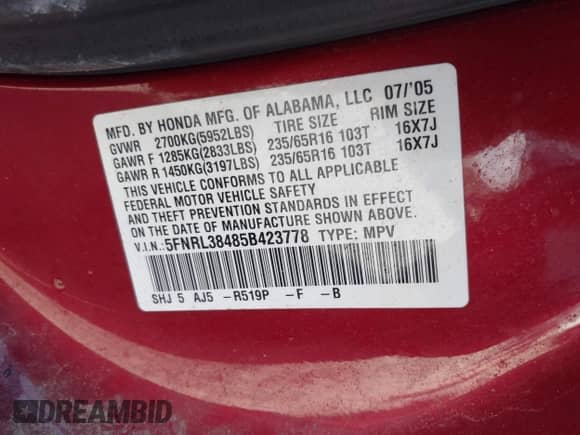 MFD. BY HONDA MFG. OF ALABAMA, LLC 07/'05
GVWR 2700KG(5952LBS) TIRE SIZE RIM SIZE
GAWR F 1285KG(2833LBS) 235/65R16 103T 16X7J
GAWR R 1450KG(3197LBS) 235/65R16 103T 16X7J
THIS VEHICLE CONFORMS TO ALL APPLICABLE
FEDERAL MOTOR VEHICLE SAFETY
AND THEFT PREVENTION STANDARDS IN EFFECT
ON THE DATE OF MANUFACTURE SHOWN ABOVE.
V.I.N.: 5FNRL38485B423778 TYPE: MPV
SHJ 5 AJ5 -R519P -F -B
DREAMBID